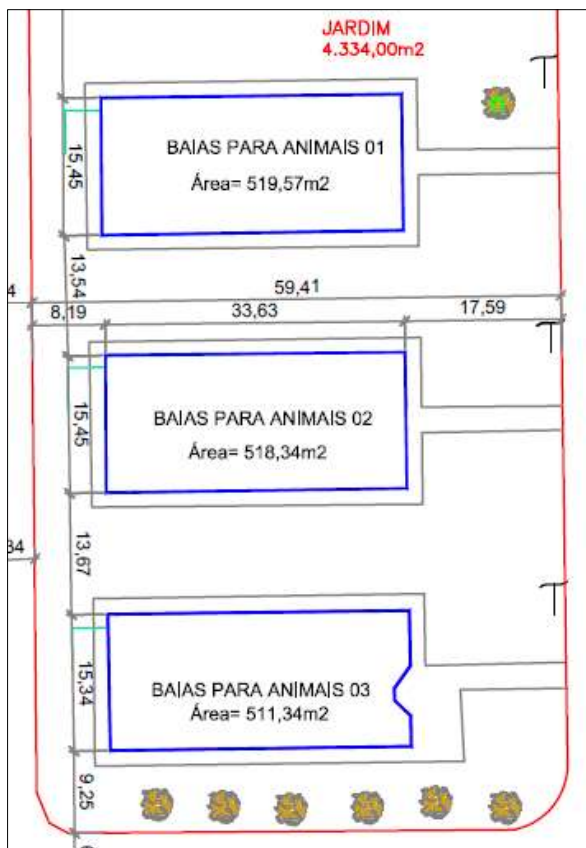 JARDIM
4.334,00m2
BAIAS PARA ANIMAIS 01
Área= 519,57m2
15,45
13,54
59,41
4
8,19
33,63
17,59
BAIAS PARA ANIMAIS 02
Área= 518,34m2
15,45
34
13,67
BAIAS PARA ANIMAIS 03
Área= 511,34m2
15,34
9,25